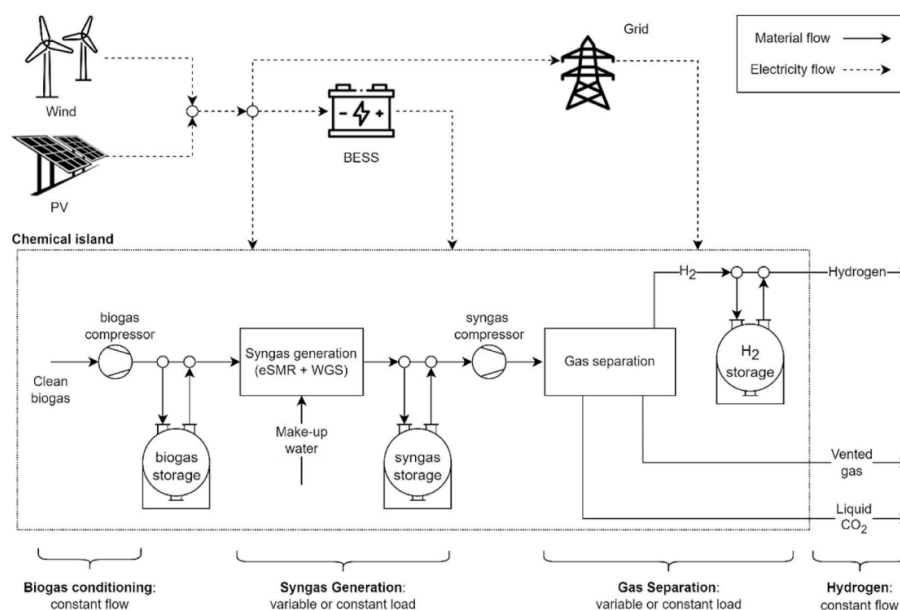 Wind
PV
BESS
Grid
Material flow
Electricity flow
Chemical island
biogas
compressor
Clean
biogas
biogas
storage
Syngas generation
(eSMR + WGS)
Make-up
water
syngas
storage
syngas
compressor
Gas separation
H₂
H₂
storage
Hydrogen
Vented
gas
Liquid
CO₂
Biogas conditioning:
constant flow
Syngas Generation:
variable or constant load
Gas Separation:
variable or constant load
Hydrogen:
constant flow